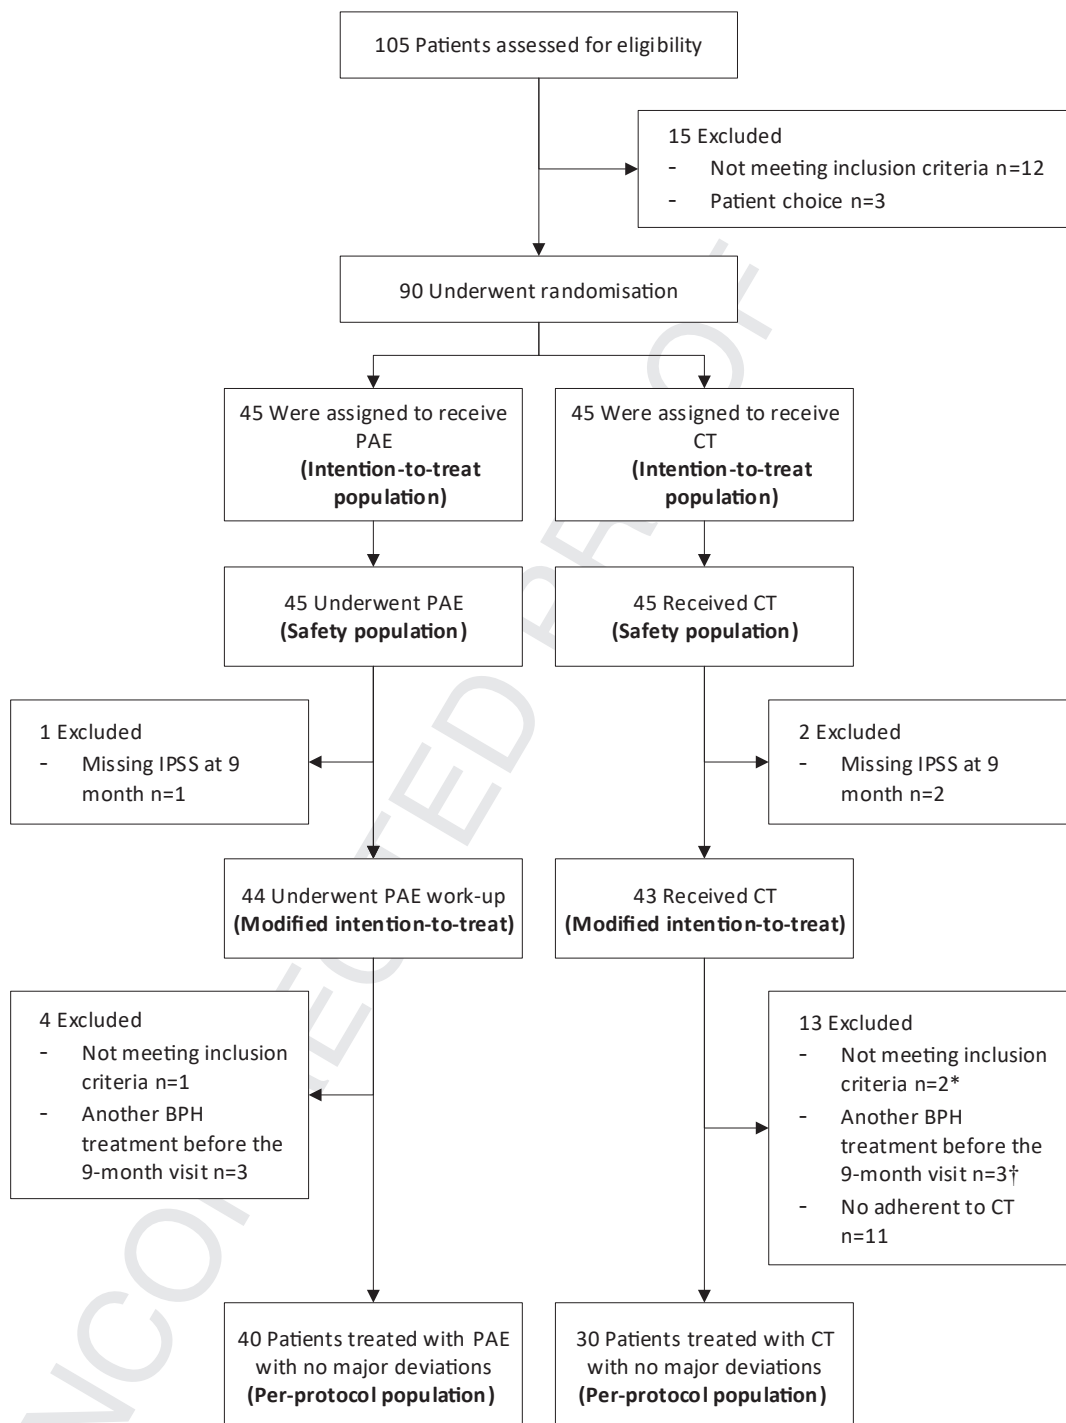 105 Patients assessed for eligibility
15 Excluded
- Not meeting inclusion criteria n=12
- Patient choice n=3
90 Underwent randomisation
45 Were assigned to receive
PAE
(Intention-to-treat
population)
45 Were assigned to receive
CT
(Intention-to-treat
population)
45 Underwent PAE
(Safety population)
45 Received CT
(Safety population)
1 Excluded
- Missing IPSS at 9
month n=1
2 Excluded
- Missing IPSS at 9
month n=2
44 Underwent PAE work-up
(Modified intention-to-treat)
43 Received CT
(Modified intention-to-treat)
4 Excluded
- Not meeting inclusion
criteria n=1
- Another BPH
treatment before the
9-month visit n=3
13 Excluded
- Not meeting inclusion
criteria n=2*
- Another BPH
treatment before the
9-month visit n=3†
- No adherent to CT
n=11
40 Patients treated with PAE
with no major deviations
(Per-protocol population)
30 Patients treated with CT
with no major deviations
(Per-protocol population)